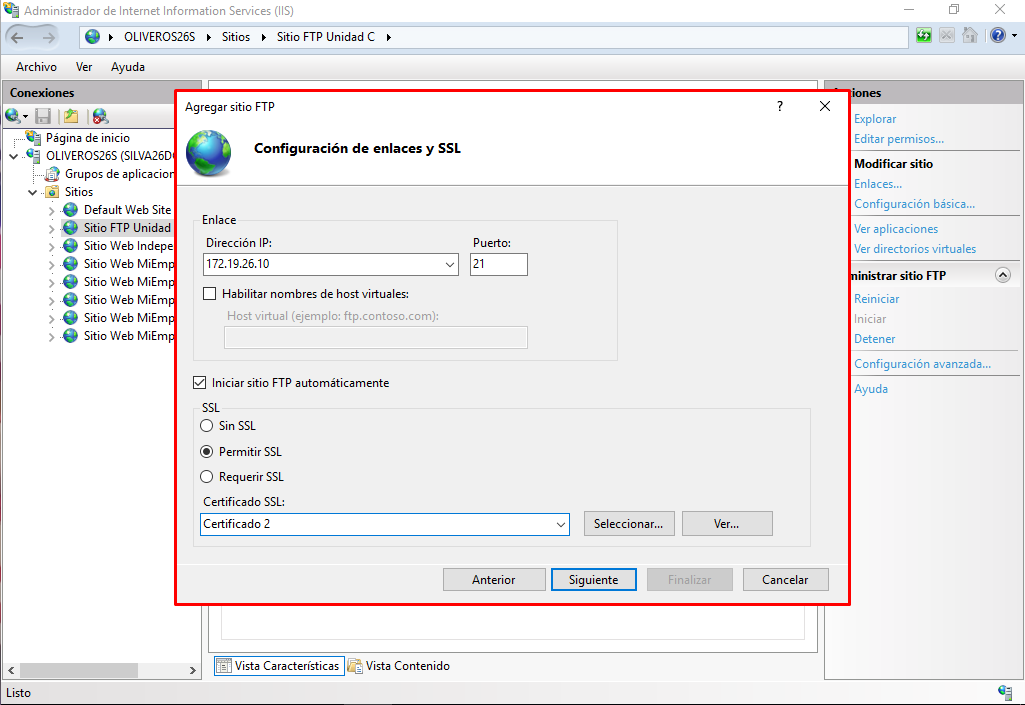 Administrador de Internet Information Services (IIS)
OLIVEROS26S Sitios Sitio FTP Unidad C
Archivo Ver Ayuda
Conexiones
Página de inicio
OLIVEROS26S (SILVA26D
Grupos de aplicacion
Sitios
Default Web Site
Sitio FTP Unidad
Sitio Web Indepe
Sitio Web MiEmp
Sitio Web MiEmp
Sitio Web MiEmp
Sitio Web MiEmp
Sitio Web MiEmp
Agregar sitio FTP
?
Configuración de enlaces y SSL
Enlace
Dirección IP: Puerto:
172.19.26.10 21
Habilitar nombres de host virtuales:
Host virtual (ejemplo: ftp.contoso.com):
Iniciar sitio FTP automáticamente
SSL
Sin SSL
Permitir SSL
Requerir SSL
Certificado SSL:
Certificado 2 Seleccionar... Ver...
Anterior Siguiente Finalizar Cancelar
iones
Explorar
Editar permisos...
Modificar sitio
Enlaces...
Configuración básica...
Ver aplicaciones
Ver directorios virtuales
ministrar sitio FTP
Reiniciar
Iniciar
Detener
Configuración avanzada...
Ayuda
Vista Características Vista Contenido
Listo